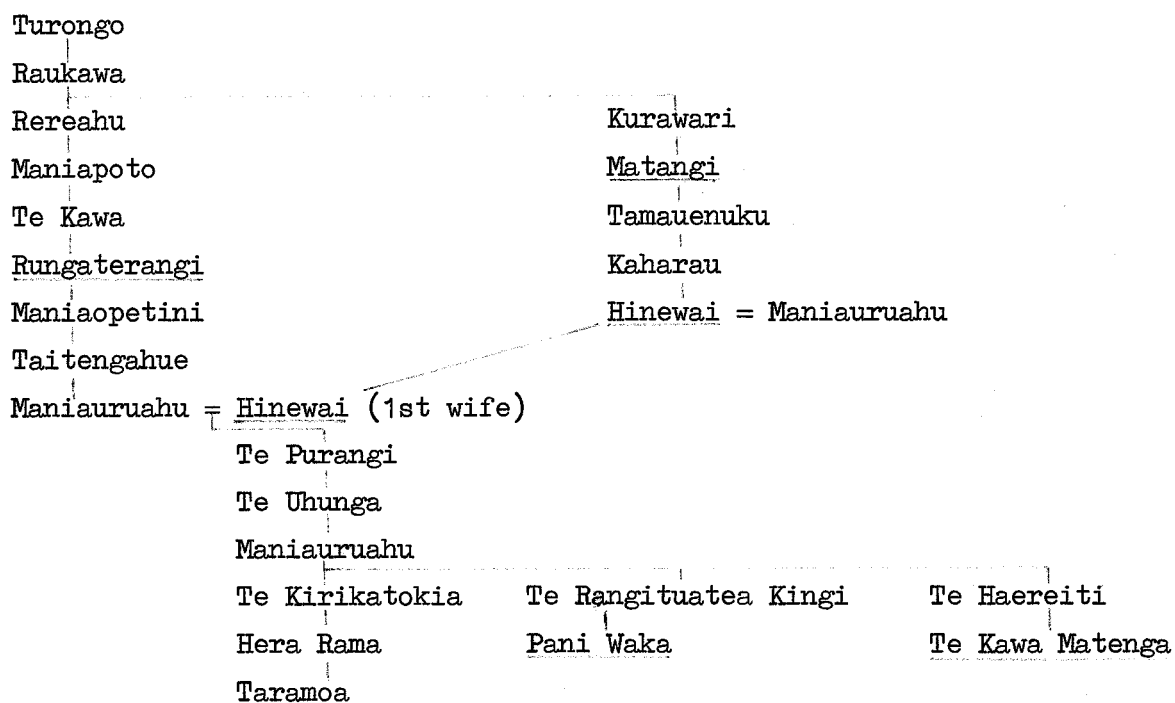 Turongo
Raukawa
Rereahu Kurawari
Maniapoto Matangi
Te Kawa Tamauenuku
Rungaterangi Kaharau
Maniaopetini Hinewai = Maniauruahu
Taitengahue
Maniauruahu = Hinewai (1st wife)
Te Purangi
Te Uhunga
Maniauruahu
Te Kirikatokia Te Rangituatea Kingi Te Haereiti
Hera Rama Pani Waka Te Kawa Matenga
Taramoa